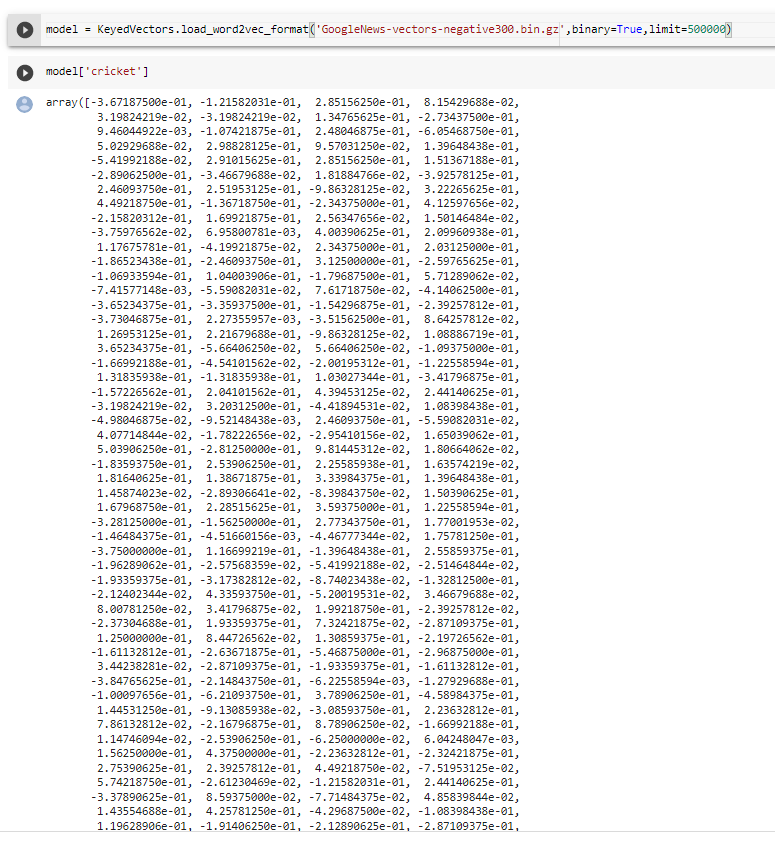 model = KeyedVectors.load_word2vec_format('GoogleNews-vectors-negative300.bin.gz',binary=True,limit=500000)
model['cricket']
array([-3.67187500e-01, -1.21582031e-01, 2.85156250e-01, 8.15429688e-02,
3.19824219e-02, -3.19824219e-02, 1.34765625e-01, -2.73437500e-01,
9.46044922e-03, -1.07421875e-01, 2.48046875e-01, -6.05468750e-01,
5.02929688e-02, 2.98828125e-01, 9.57031250e-02, 1.39648438e-01,
-5.41992188e-02, 2.91015625e-01, 2.85156250e-01, 1.51367188e-01,
-2.89062500e-01, -3.46679688e-02, 1.81884766e-02, -3.92578125e-01,
2.46093750e-01, 2.51953125e-01, -9.86328125e-02, 3.22265625e-01,
4.49218750e-01, -1.36718750e-01, -2.34375000e-01, 4.12597656e-02,
-2.15820312e-01, 1.69921875e-01, 2.56347656e-02, 1.50146484e-02,
-3.75976562e-02, 6.95800781e-03, 4.00390625e-01, 2.09960938e-01,
1.17675781e-01, -4.19921875e-02, 2.34375000e-01, 2.03125000e-01,
-1.86523438e-01, -2.46093750e-01, 3.12500000e-01, -2.59765625e-01,
-1.06933594e-01, 1.04003906e-01, -1.79687500e-01, 5.71289062e-02,
-7.41577148e-03, -5.59082031e-02, 7.61718750e-02, -4.14062500e-01,
-3.65234375e-01, -3.35937500e-01, -1.54296875e-01, -2.39257812e-01,
-3.73046875e-01, 2.27355957e-03, -3.51562500e-01, 8.64257812e-02,
1.26953125e-01, 2.21679688e-01, -9.86328125e-02, 1.08886719e-01,
3.65234375e-01, -5.66406250e-02, 5.66406250e-02, -1.09375000e-01,
-1.66992188e-01, -4.54101562e-02, -2.00195312e-01, -1.22558594e-01,
1.31835938e-01, -1.31835938e-01, 1.03027344e-01, -3.41796875e-01,
-1.57226562e-01, 2.04101562e-01, 4.39453125e-02, 2.44140625e-01,
-3.19824219e-02, 3.20312500e-01, -4.41894531e-02, 1.08398438e-01,
-4.98046875e-02, -9.52148438e-03, 2.46093750e-01, -5.59082031e-02,
4.07714844e-02, -1.78222656e-02, -2.95410156e-02, 1.65039062e-01,
5.03906250e-01, -2.81250000e-01, 9.81445312e-02, 1.80664062e-02,
-1.83593750e-01, 2.53906250e-01, 2.25585938e-01, 1.63574219e-02,
1.81640625e-01, 1.38671875e-01, 3.33984375e-01, 1.39648438e-01,
1.45874023e-02, -2.89306641e-02, -8.39843750e-02, 1.50390625e-01,
1.67968750e-01, 2.28515625e-01, 3.59375000e-01, 1.22558594e-01,
-3.28125000e-01, -1.56250000e-01, 2.77343750e-01, 1.77001953e-02,
-1.46484375e-01, -4.51660156e-03, -4.46777344e-02, 1.75781250e-01,
-3.75000000e-01, 1.16699219e-01, -1.39648438e-01, 2.55859375e-01,
-1.96289062e-01, -2.57568359e-02, -5.41992188e-02, -2.51464844e-02,
-1.93359375e-01, -3.17382812e-02, -8.74023438e-02, -1.32812500e-01,
-2.12402344e-02, 4.33593750e-01, -5.20019531e-02, 3.46679688e-02,
8.00781250e-02, 3.41796875e-02, 1.99218750e-01, -2.39257812e-02,
-2.37304688e-01, 1.93359375e-01, 7.32421875e-02, -2.87109375e-01,
1.25000000e-01, 8.44726562e-02, 1.30859375e-01, -2.19726562e-01,
-1.61132812e-01, -2.63671875e-01, -5.46875000e-01, -2.96875000e-01,
3.44238281e-02, -2.87109375e-01, -1.93359375e-01, -1.61132812e-01,
-3.84765625e-01, -2.14843750e-01, -6.22558594e-03, -1.27929688e-01,
-1.00097656e-01, -6.21093750e-01, 3.78906250e-01, -4.58984375e-01,
1.44531250e-01, -9.13085938e-02, -3.08593750e-01, 2.23632812e-01,
7.86132812e-02, -2.16796875e-01, 8.78906250e-02, -1.66992188e-01,
1.14746094e-02, -2.53906250e-01, -6.25000000e-02, 6.04248047e-03,
1.56250000e-01, 4.37500000e-01, -2.23632812e-01, -2.32421875e-01,
2.75390625e-01, 2.39257812e-01, 4.49218750e-02, -7.51953125e-02,
5.74218750e-01, -2.61230469e-02, -1.21582031e-01, 2.44140625e-01,
-3.37890625e-01, 8.59375000e-02, -7.71484375e-02, 4.85839844e-02,
1.43554688e-01, 4.25781250e-01, -4.29687500e-02, -1.08398438e-01,
1.19628906e-01, -1.91406250e-01, -2.12890625e-01, -2.87109375e-01,